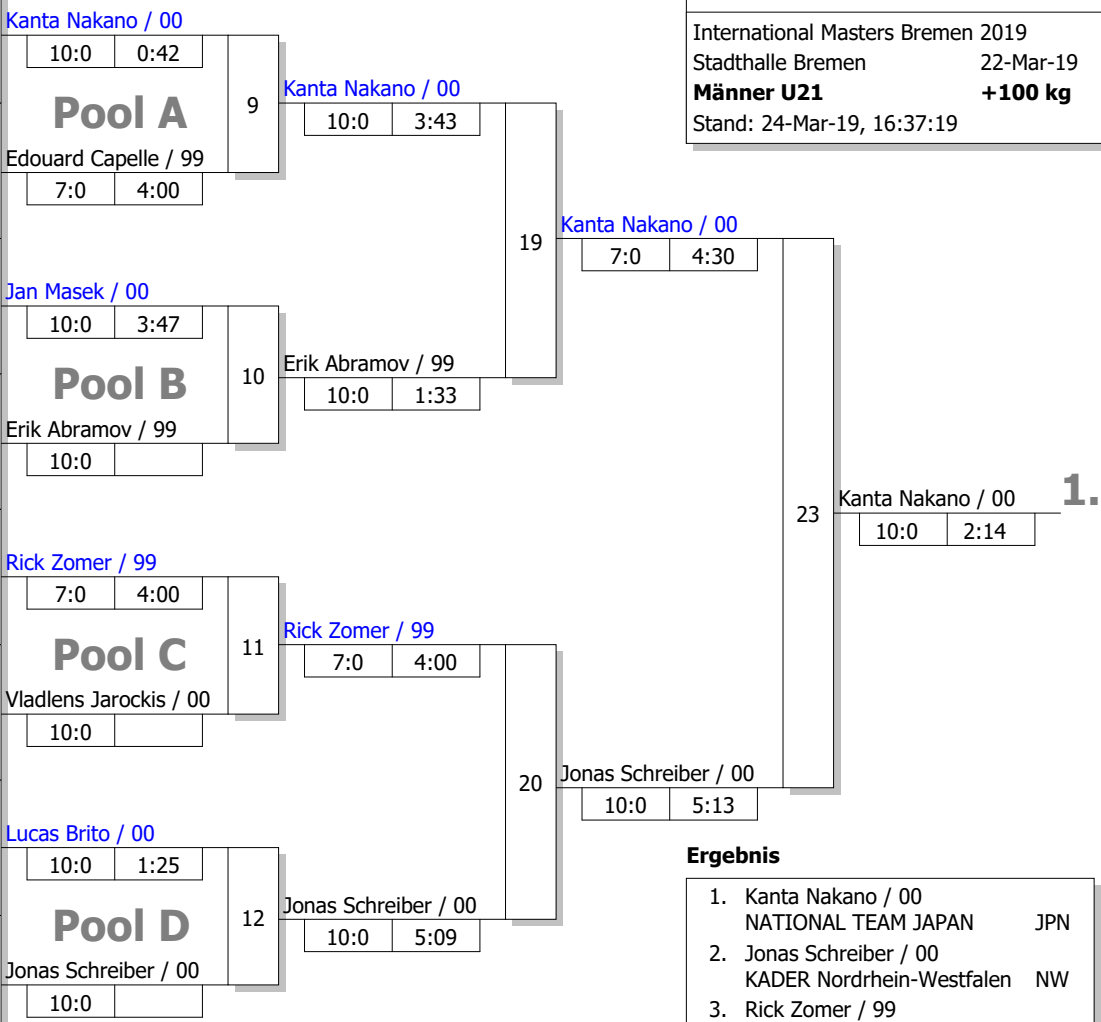 International Masters Bremen 2019
Stadthalle Bremen 22-Mar-19
Männer U21 +100 kg
Stand: 24-Mar-19, 16:37:19
Kanta Nakano / 00
10:0 0:42
Pool A
9
Edouard Capelle / 99
7:0 4:00
Kanta Nakano / 00
10:0 3:43
Jan Masek / 00
10:0 3:47
Pool B
10
Erik Abramov / 99
10:0
Erik Abramov / 99
10:0 1:33
19
Kanta Nakano / 00
7:0 4:30
Rick Zomer / 99
7:0 4:00
Pool C
11
Vladlens Jarockis / 00
10:0
Rick Zomer / 99
7:0 4:00
Lucas Brito / 00
10:0 1:25
Pool D
12
Jonas Schreiber / 00
10:0
Jonas Schreiber / 00
10:0 5:09
20
Jonas Schreiber / 00
10:0 5:13
23
Kanta Nakano / 00 1.
10:0 2:14
Ergebnis
1. Kanta Nakano / 00
NATIONAL TEAM JAPAN JPN
2. Jonas Schreiber / 00
KADER Nordrhein-Westfalen NW
3. Rick Zomer / 99